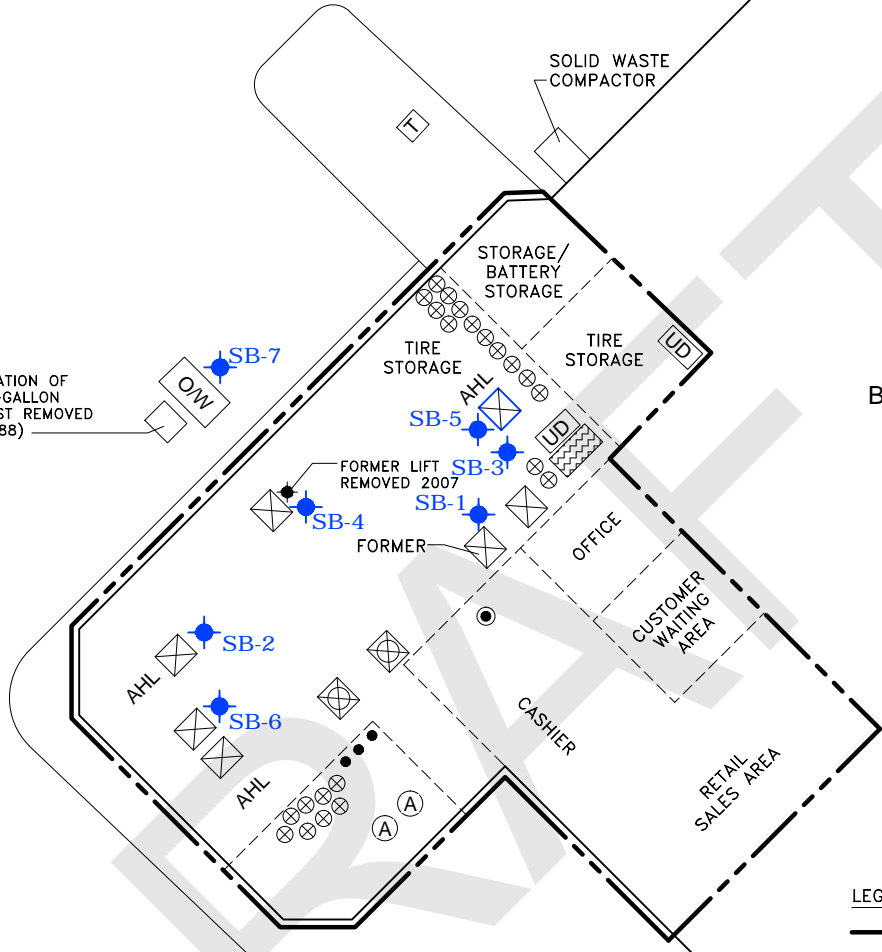 SOLID WASTE
COMPACTOR
T
STORAGE/
BATTERY
STORAGE
TIRE
STORAGE
UD
TIRE
STORAGE
SB-7
O/W
ATION OF
-GALLON
ST REMOVED
88)
AHL
SB-5
UD
SB-3
B
FORMER LIFT
REMOVED 2007
SB-1
SB-4
FORMER
OFFICE
CUSTOMER
WAITING
AREA
SB-2
AHL
SB-6
AHL
CASHIER
RETAIL
SALES AREA
A
A
LEG
RAFT